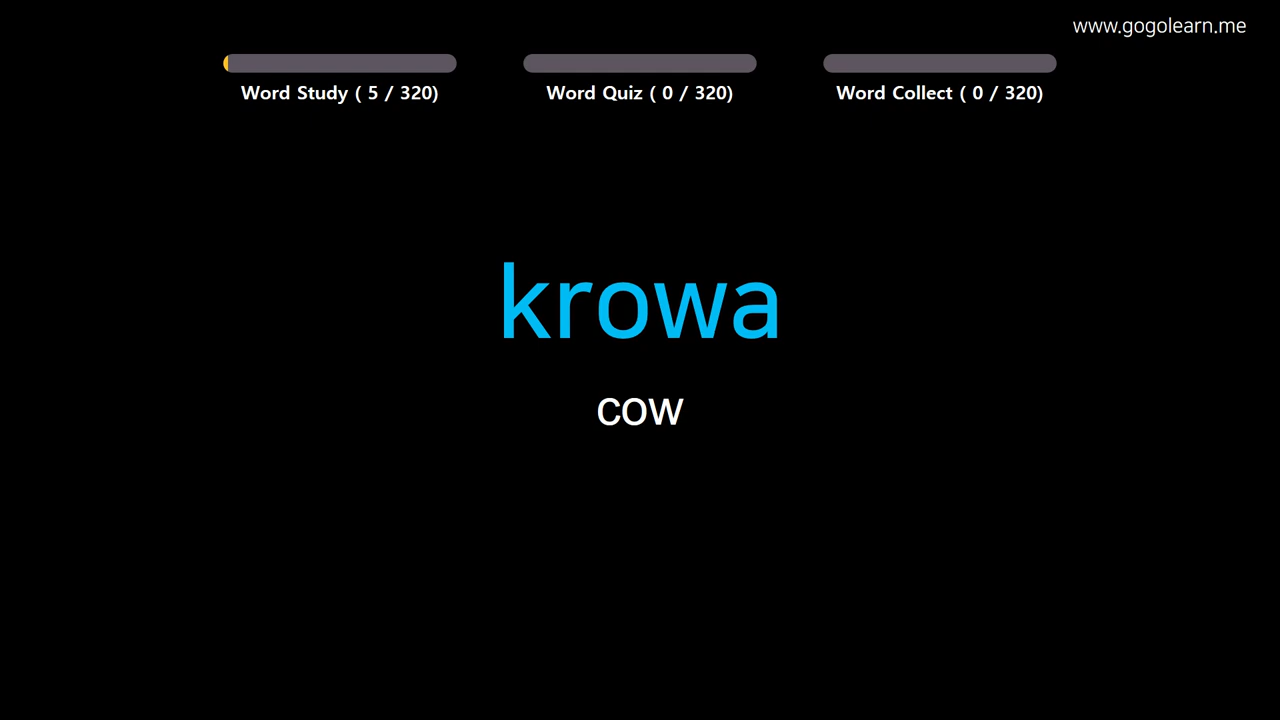 www.gogolearn.me
Word Study ( 5 / 320)
Word Quiz ( 0 / 320)
Word Collect ( 0 / 320)
krowa
cow